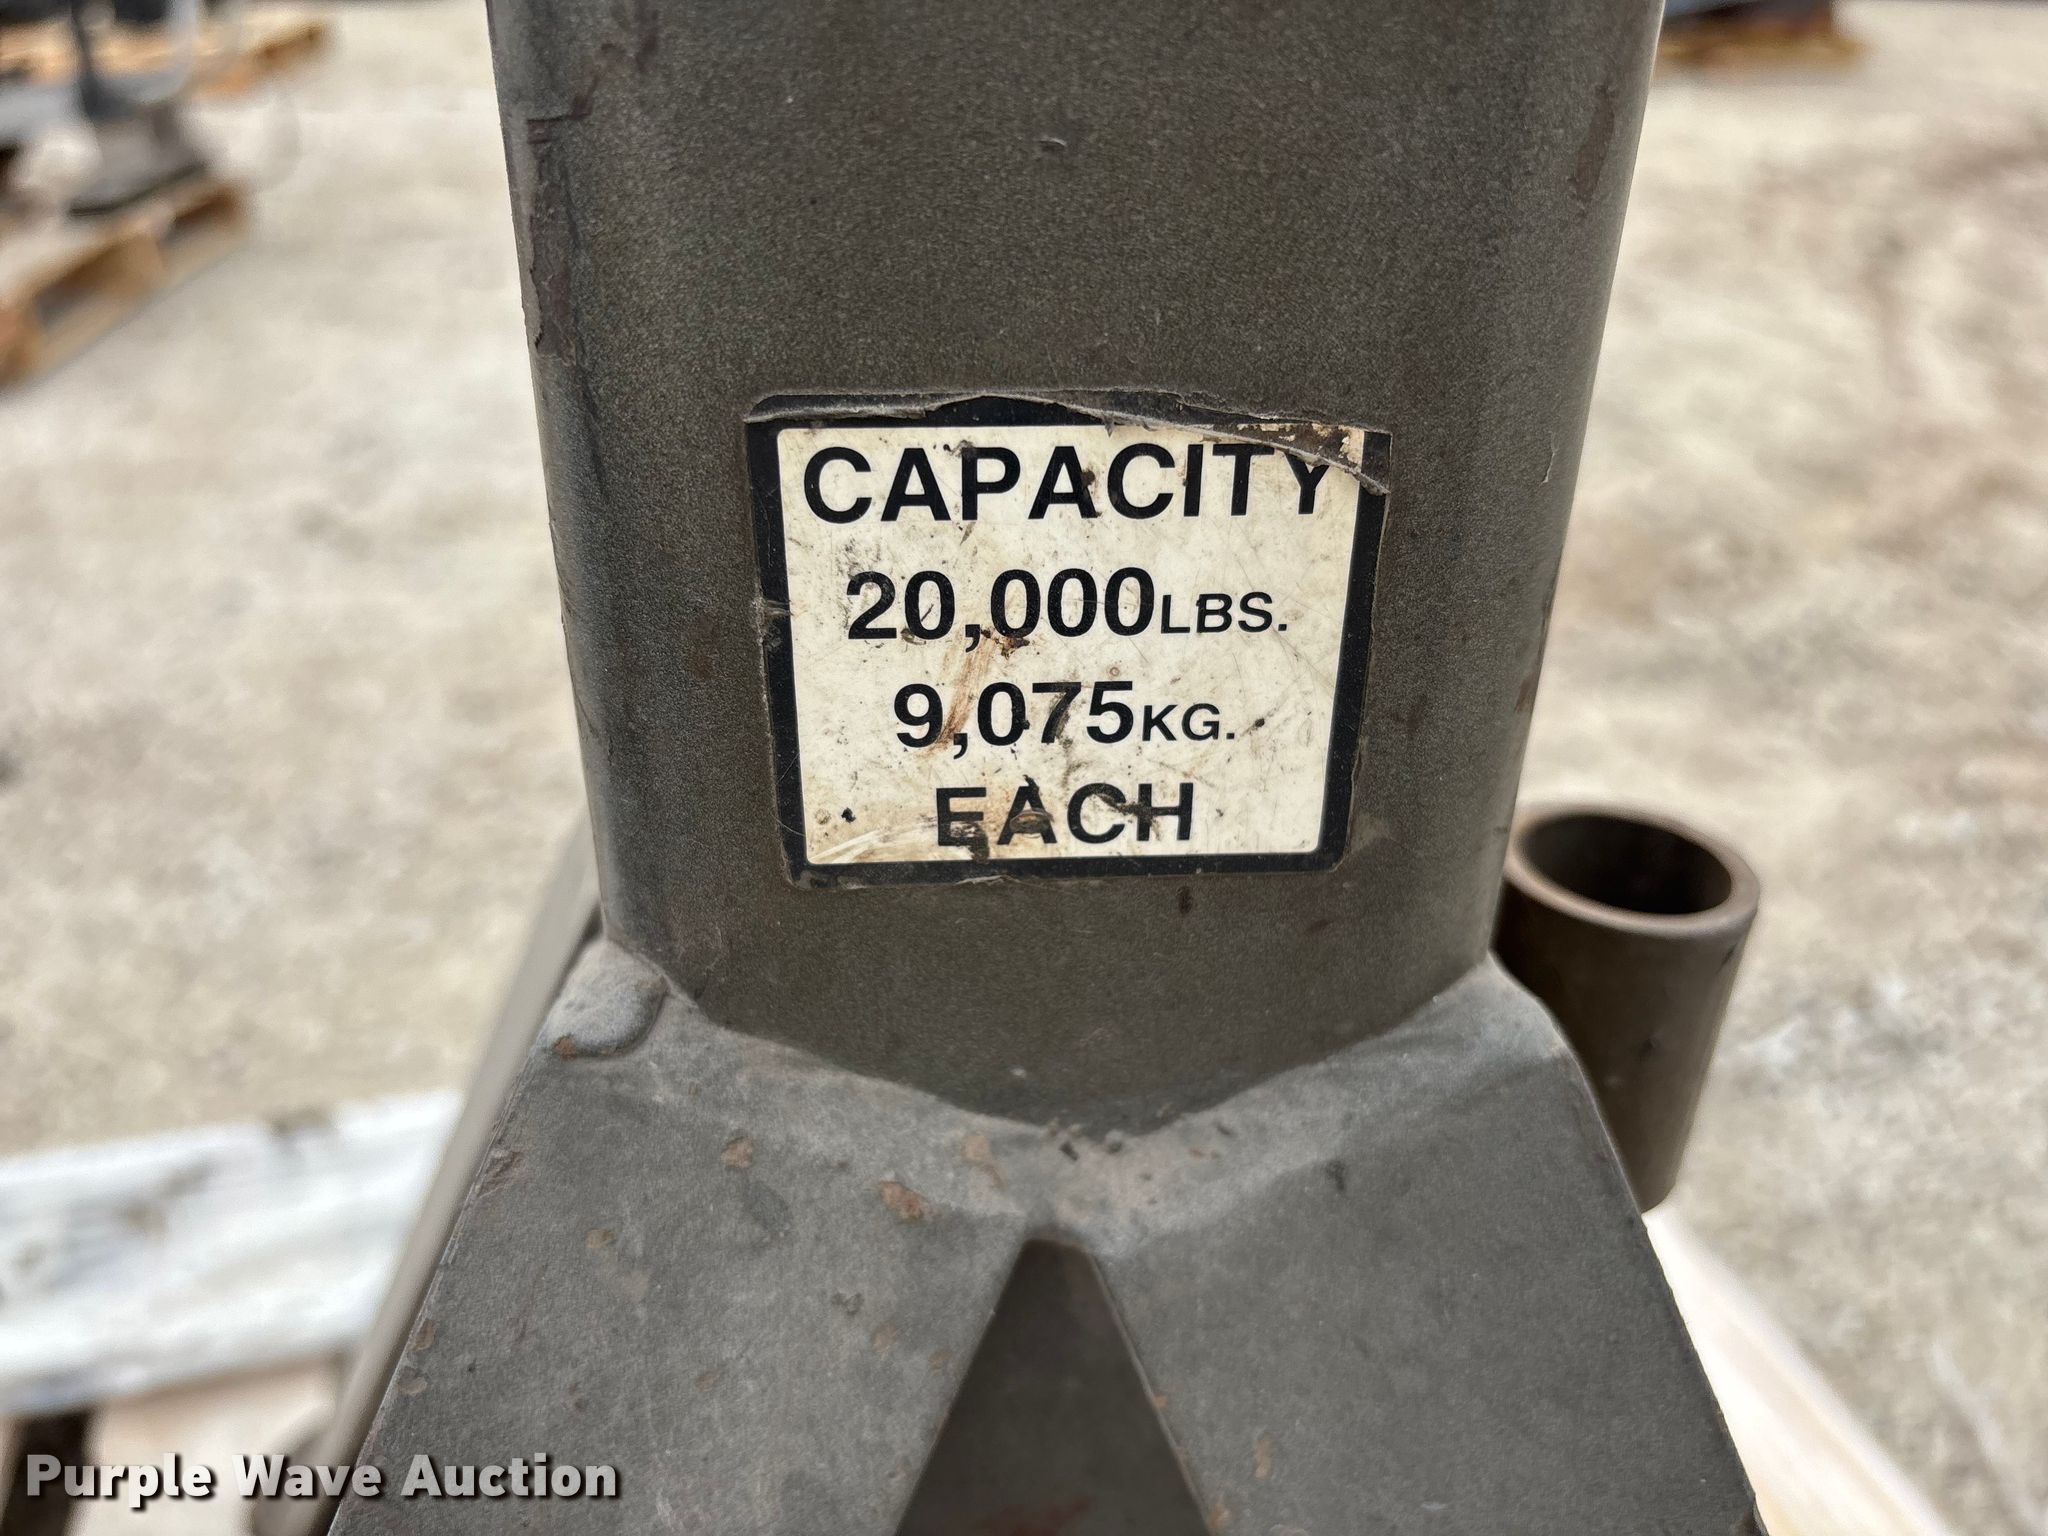 CAPACITY
20,000LBS.
9,075KG.
EACH
Purple Wave Auction